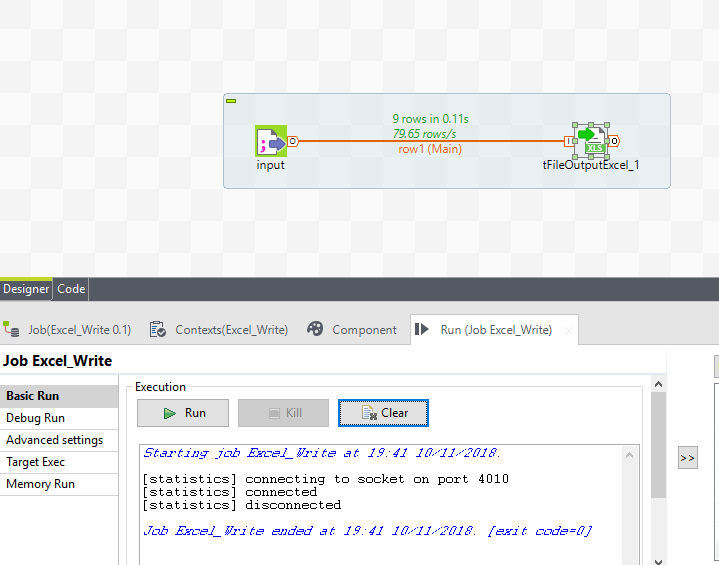 9 rows in 0.11s
79.65 rows/s
row1 (Main)
O
I
O
XLS
input
tFileOutputExcel_1
Designer
Code
Job(Excel_Write 0.1)
Contexts(Excel_Write)
Component
Run (Job Excel_Write)
Job Excel_Write
Basic Run
Debug Run
Advanced settings
Target Exec
Memory Run
Execution
Run
Kill
Clear
>>
Starting job Excel_Write at 19:41 10/11/2018.
[statistics] connecting to socket on port 4010
[statistics] connected
[statistics] disconnected
Job Excel_Write ended at 19:41 10/11/2018. [exit code=0]